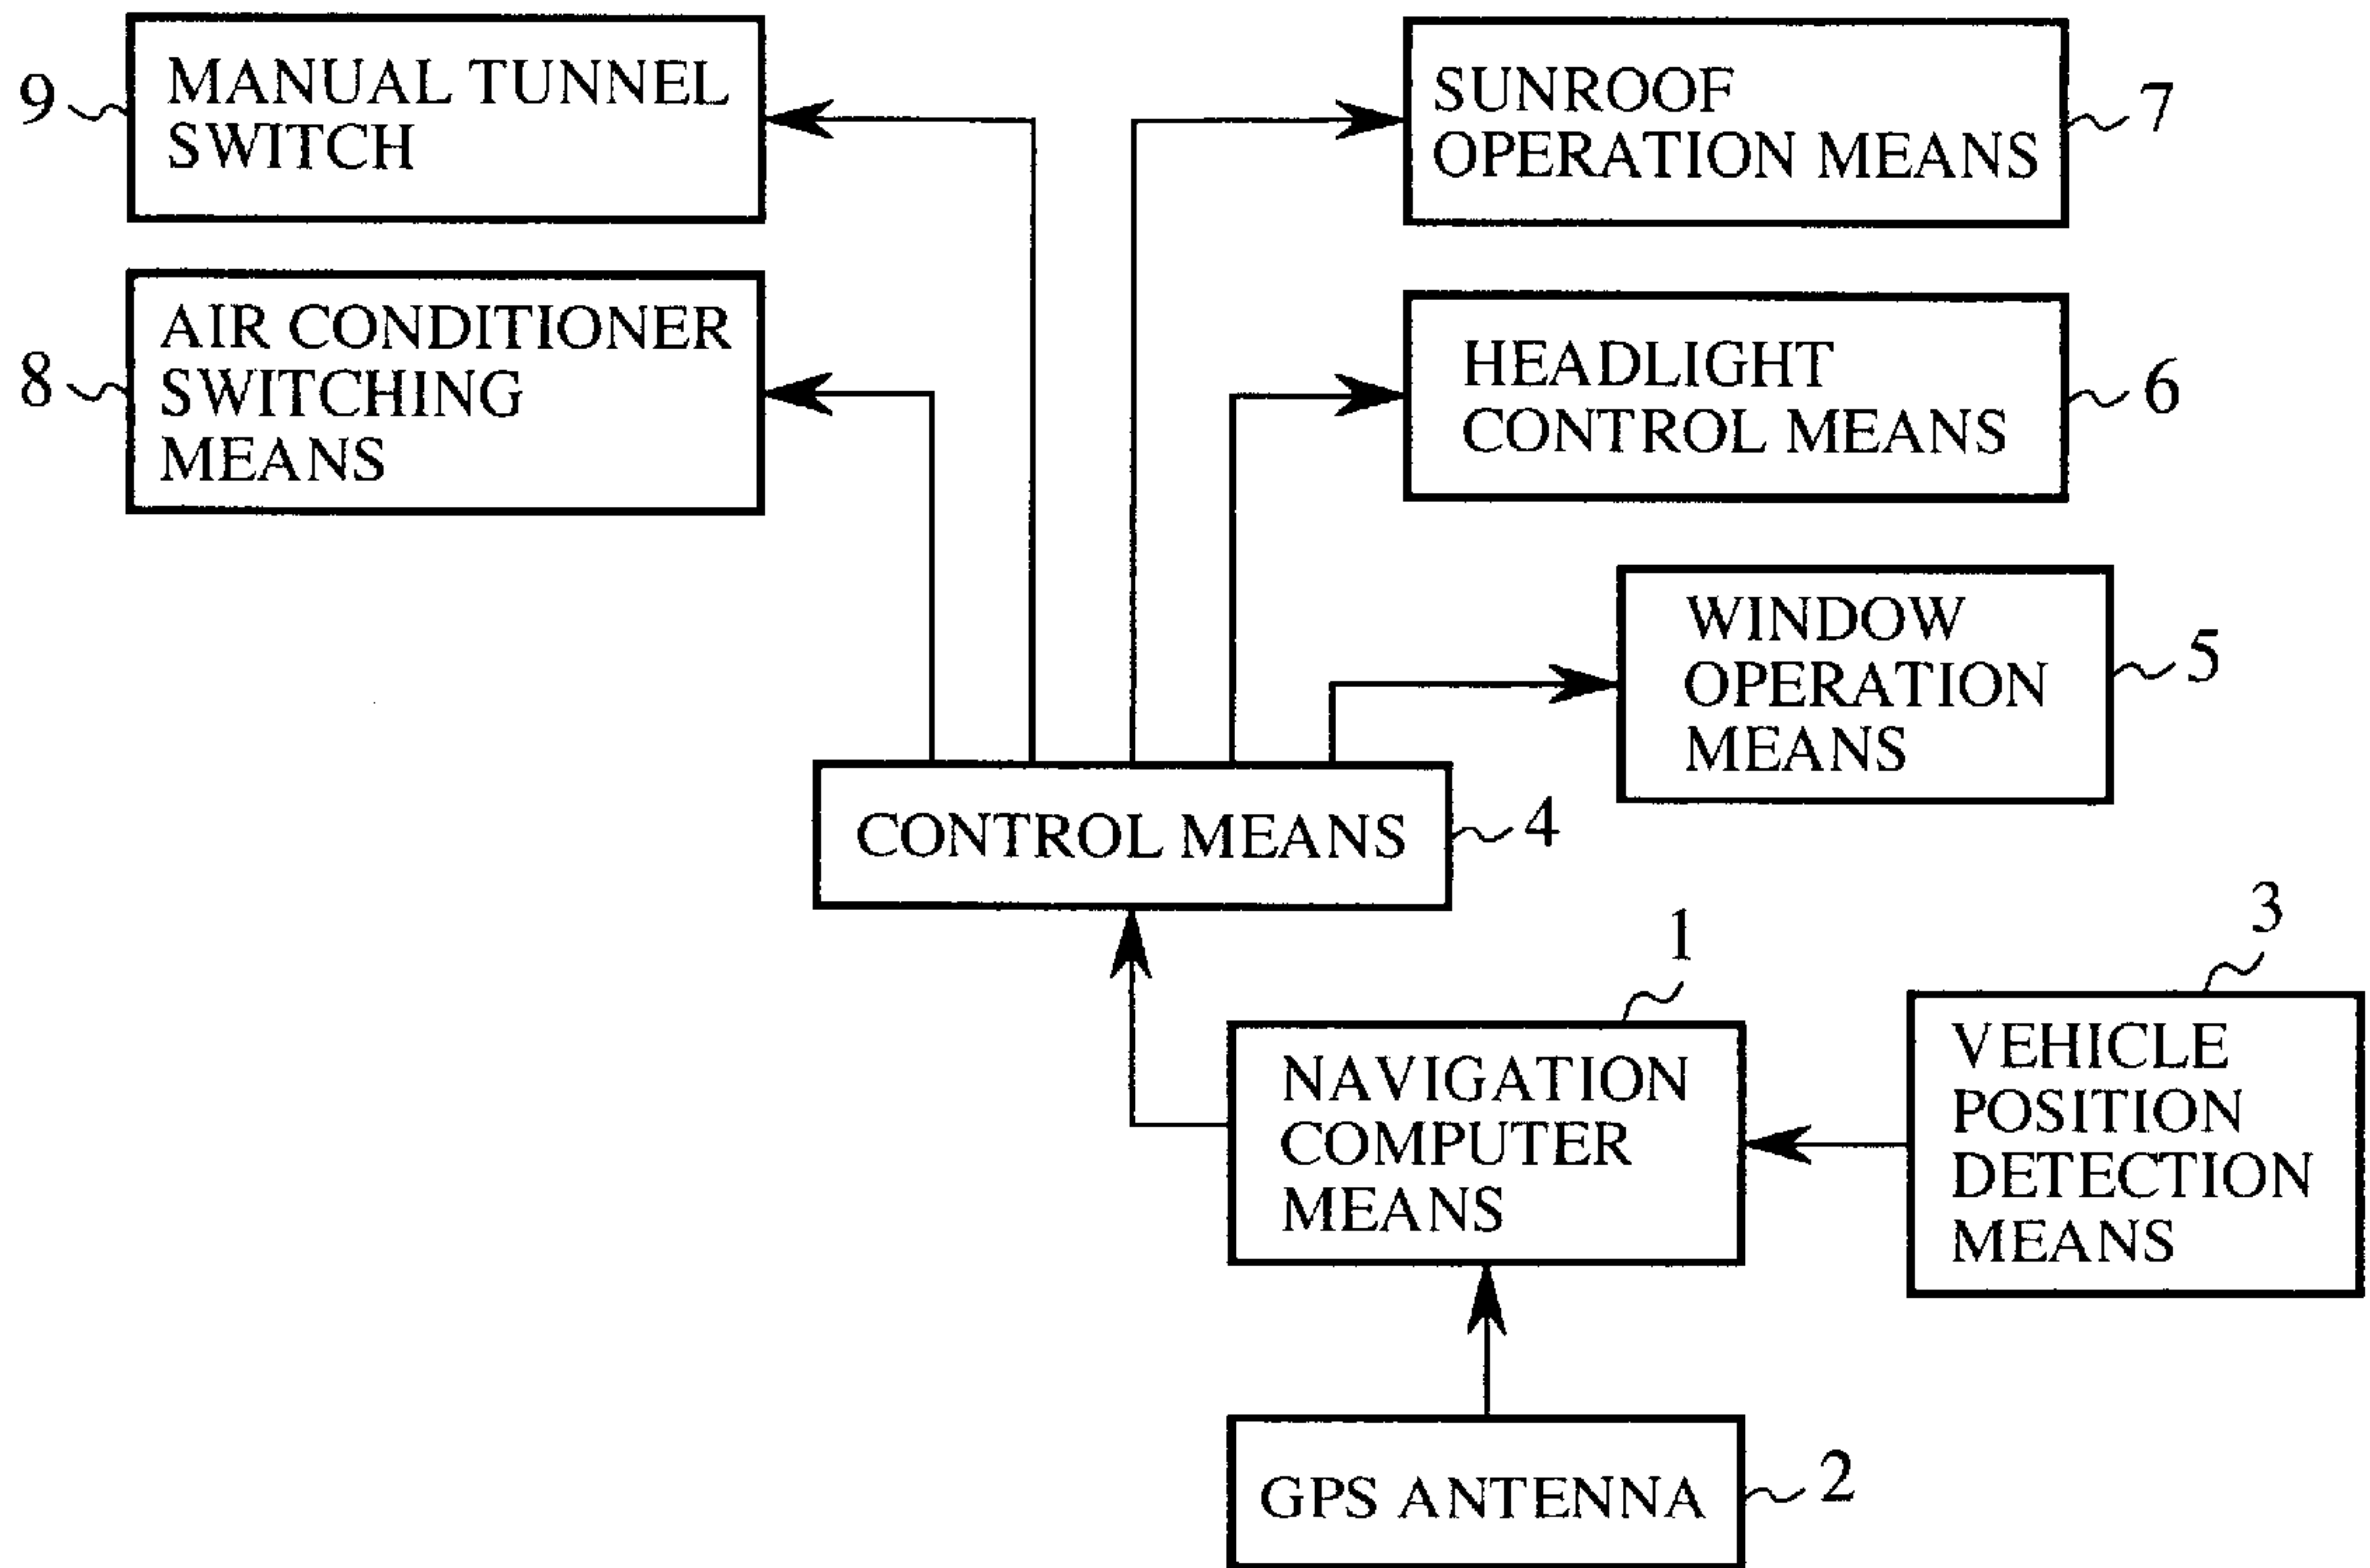 9
MANUAL TUNNEL
SWITCH
SUNROOF
OPERATION MEANS
7
8
AIR CONDITIONER
SWITCHING
MEANS
HEADLIGHT
CONTROL MEANS
6
WINDOW
OPERATION
MEANS
5
CONTROL MEANS
4
1
NAVIGATION
COMPUTER
MEANS
3
VEHICLE
POSITION
DETECTION
MEANS
GPS ANTENNA
2